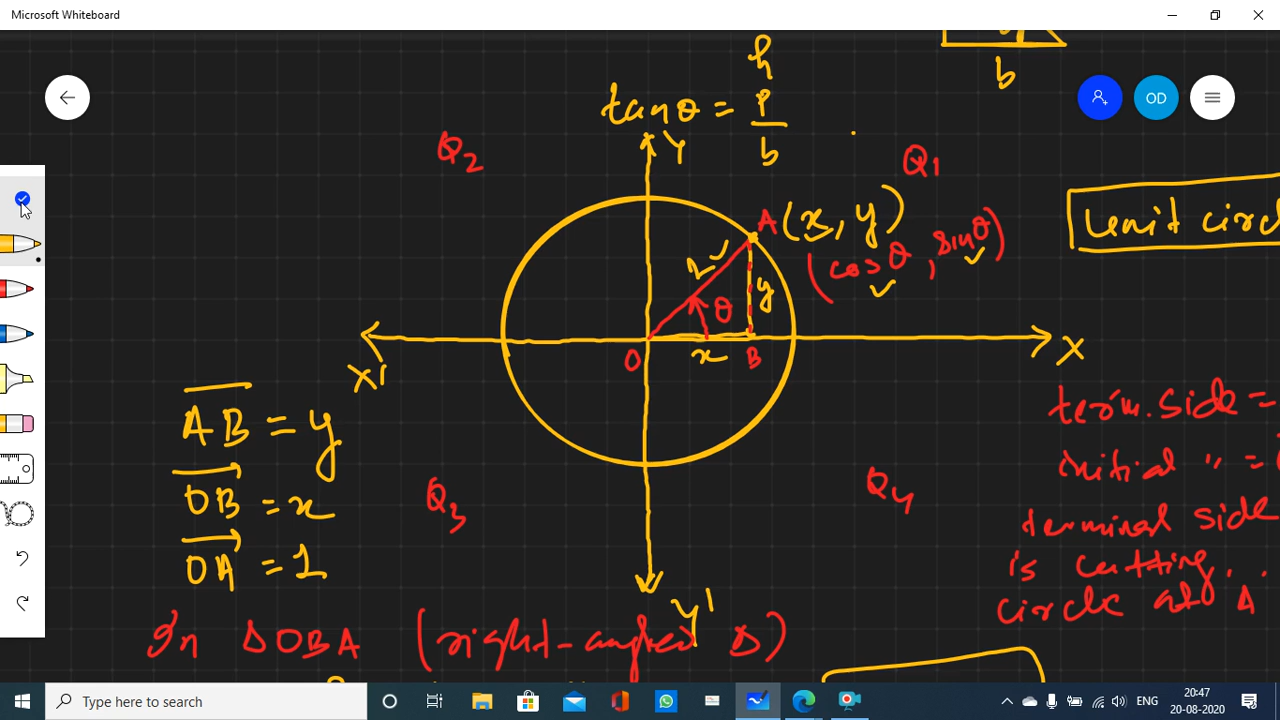 Microsoft Whiteboard
h
b
tanθ = P/b
OD
Y
Q2
Q1
A(x, y)
(cosθ, sinθ)
Unit circ
y
θ
O
x
B
X
X'
AB = y
OB = x
OA = 1
Q3
Q4
term. side =
initial " =
terminal side
is cutting
circle at A
Y'
In ΔOBA (right-angled Δ)
Type here to search
ENG
20:47
20-08-2020